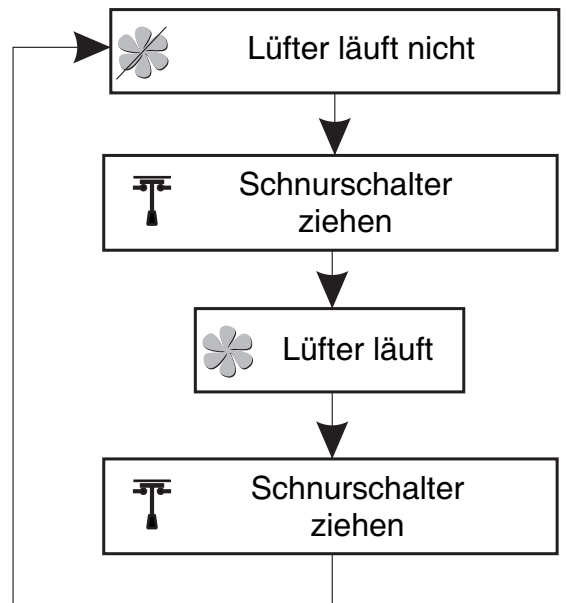 Lüfter läuft nicht
Schnurschalter
ziehen
Lüfter läuft
Schnurschalter
ziehen